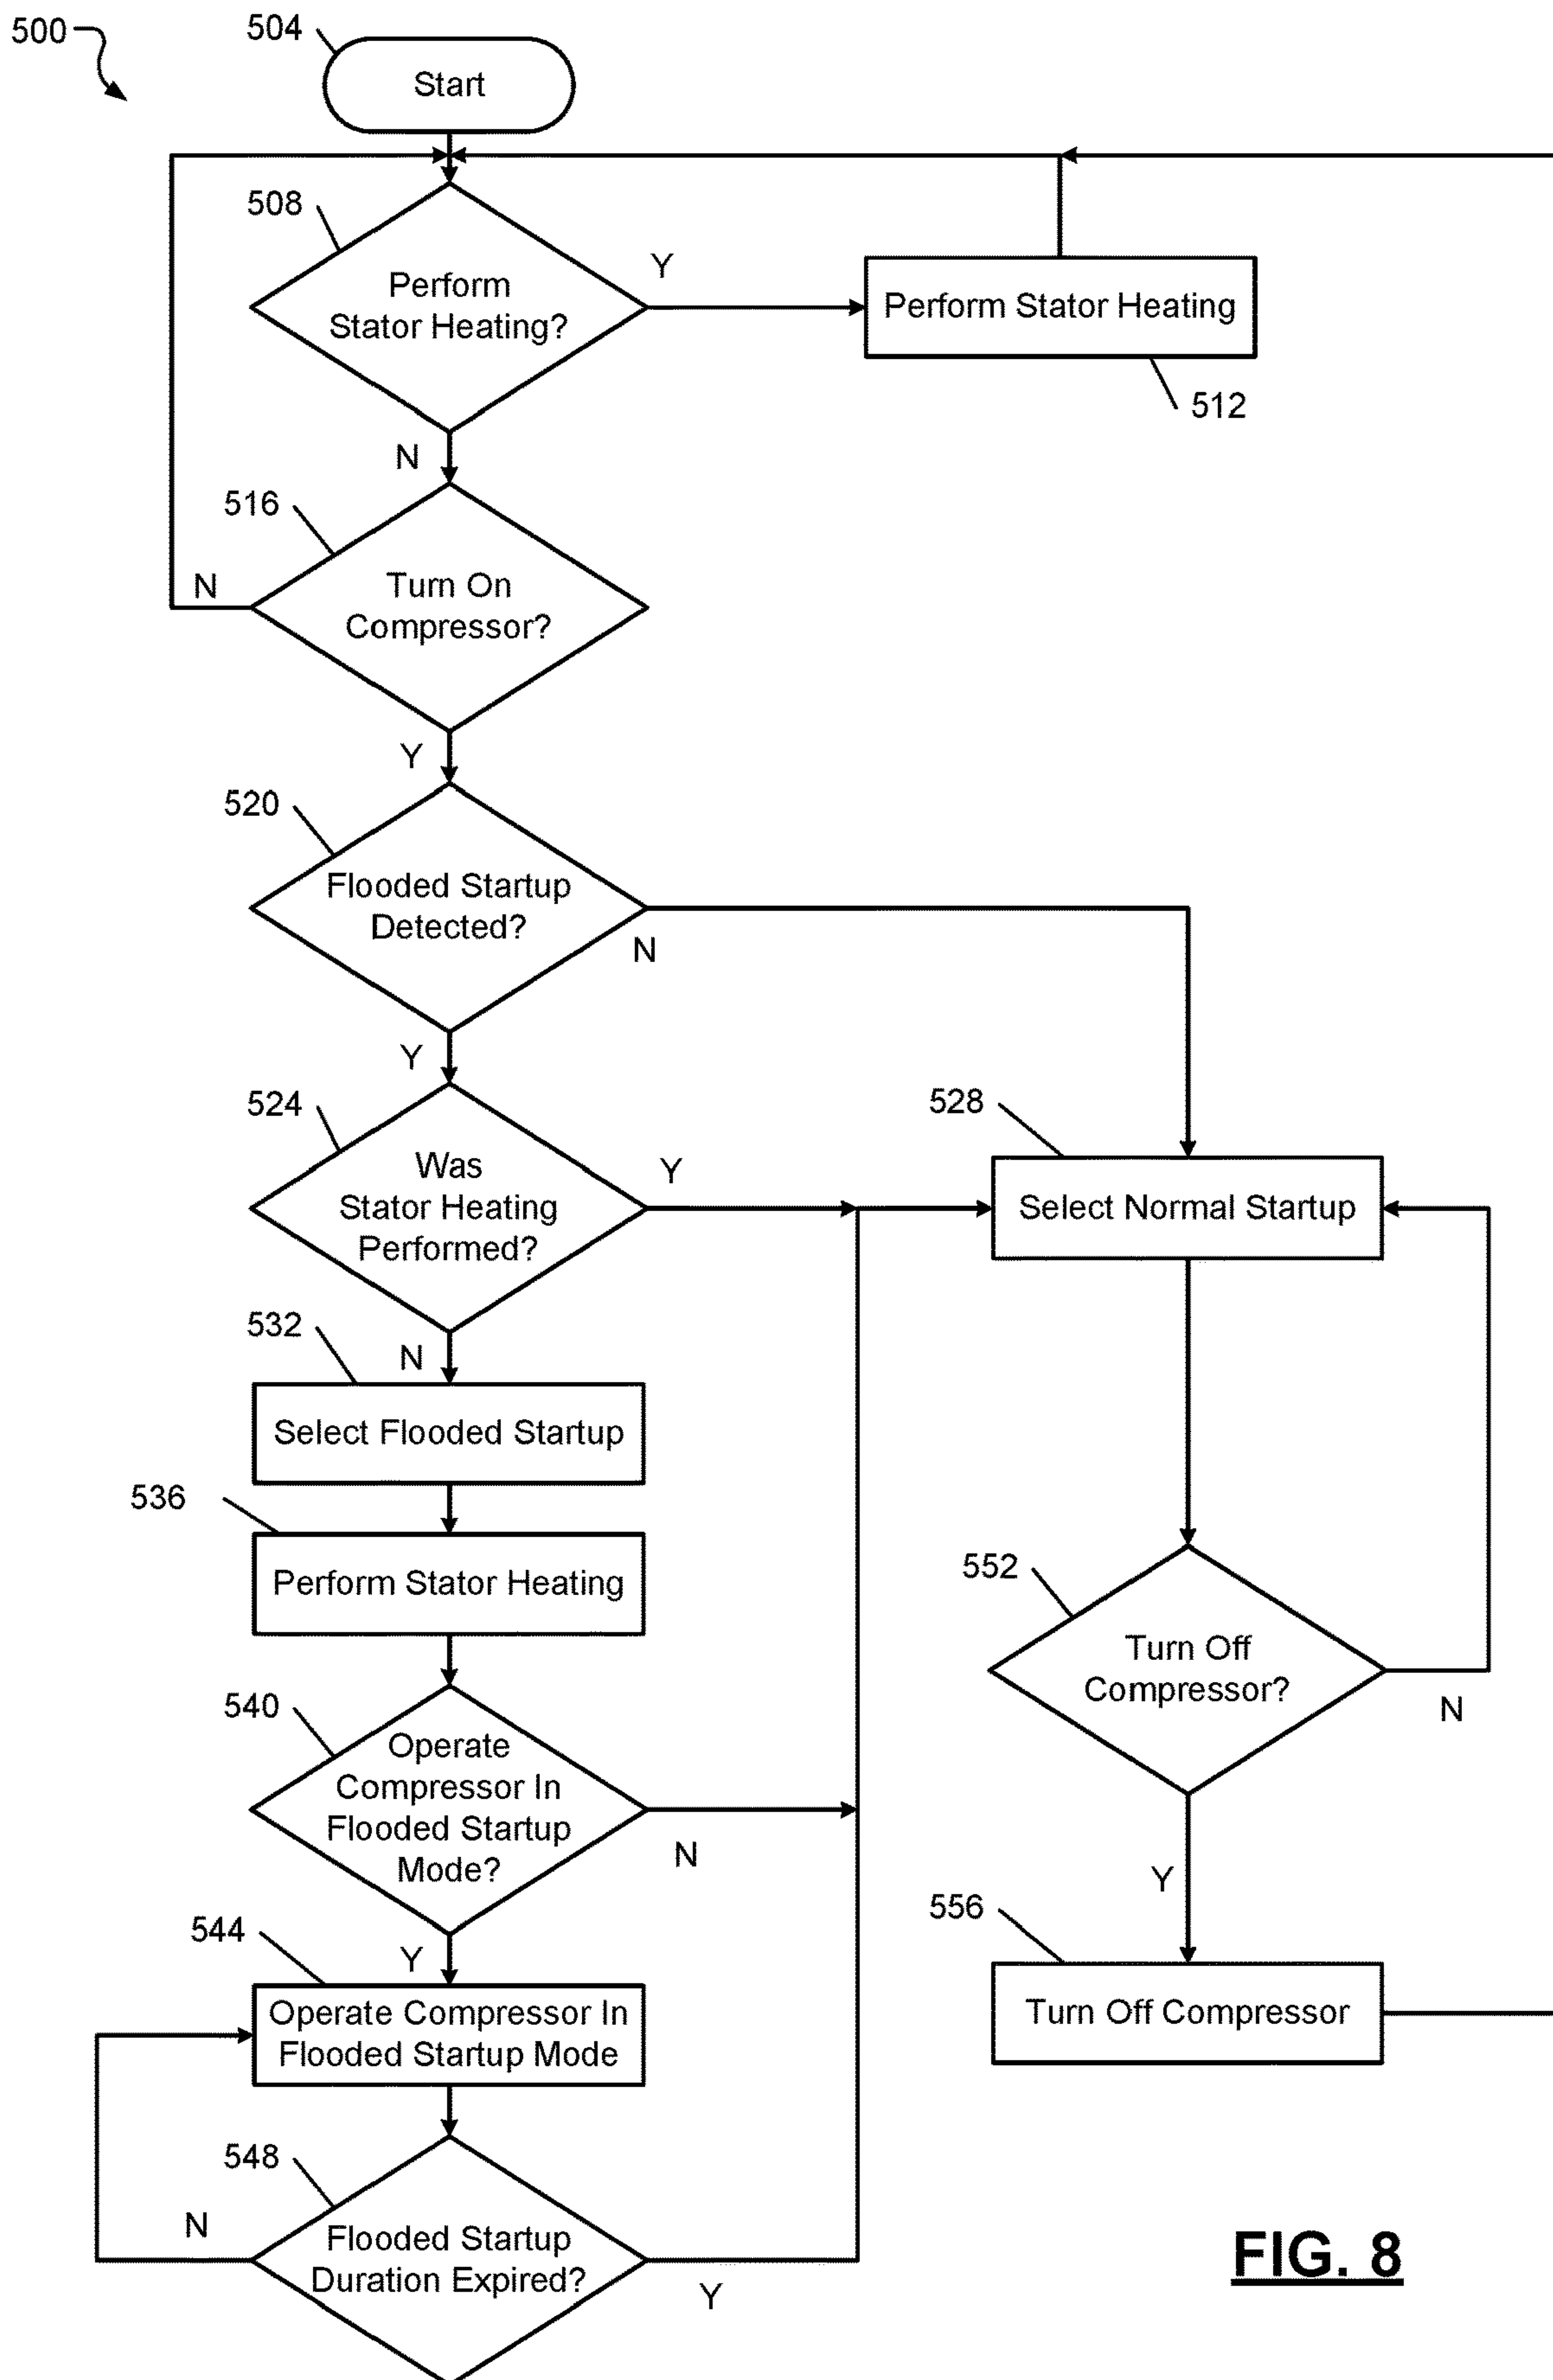 500
504
Start
508
Perform
Stator Heating?
Y
Perform Stator Heating
512
N
516
Turn On
Compressor?
N
Y
520
Flooded Startup
Detected?
N
Y
524
Was
Stator Heating
Performed?
Y
528
Select Normal Startup
N
532
Select Flooded Startup
536
Perform Stator Heating
540
Operate
Compressor In
Flooded Startup
Mode?
N
Y
544
Operate Compressor In
Flooded Startup Mode
548
Flooded Startup
Duration Expired?
N
Y
552
Turn Off
Compressor?
N
Y
556
Turn Off Compressor
FIG. 8